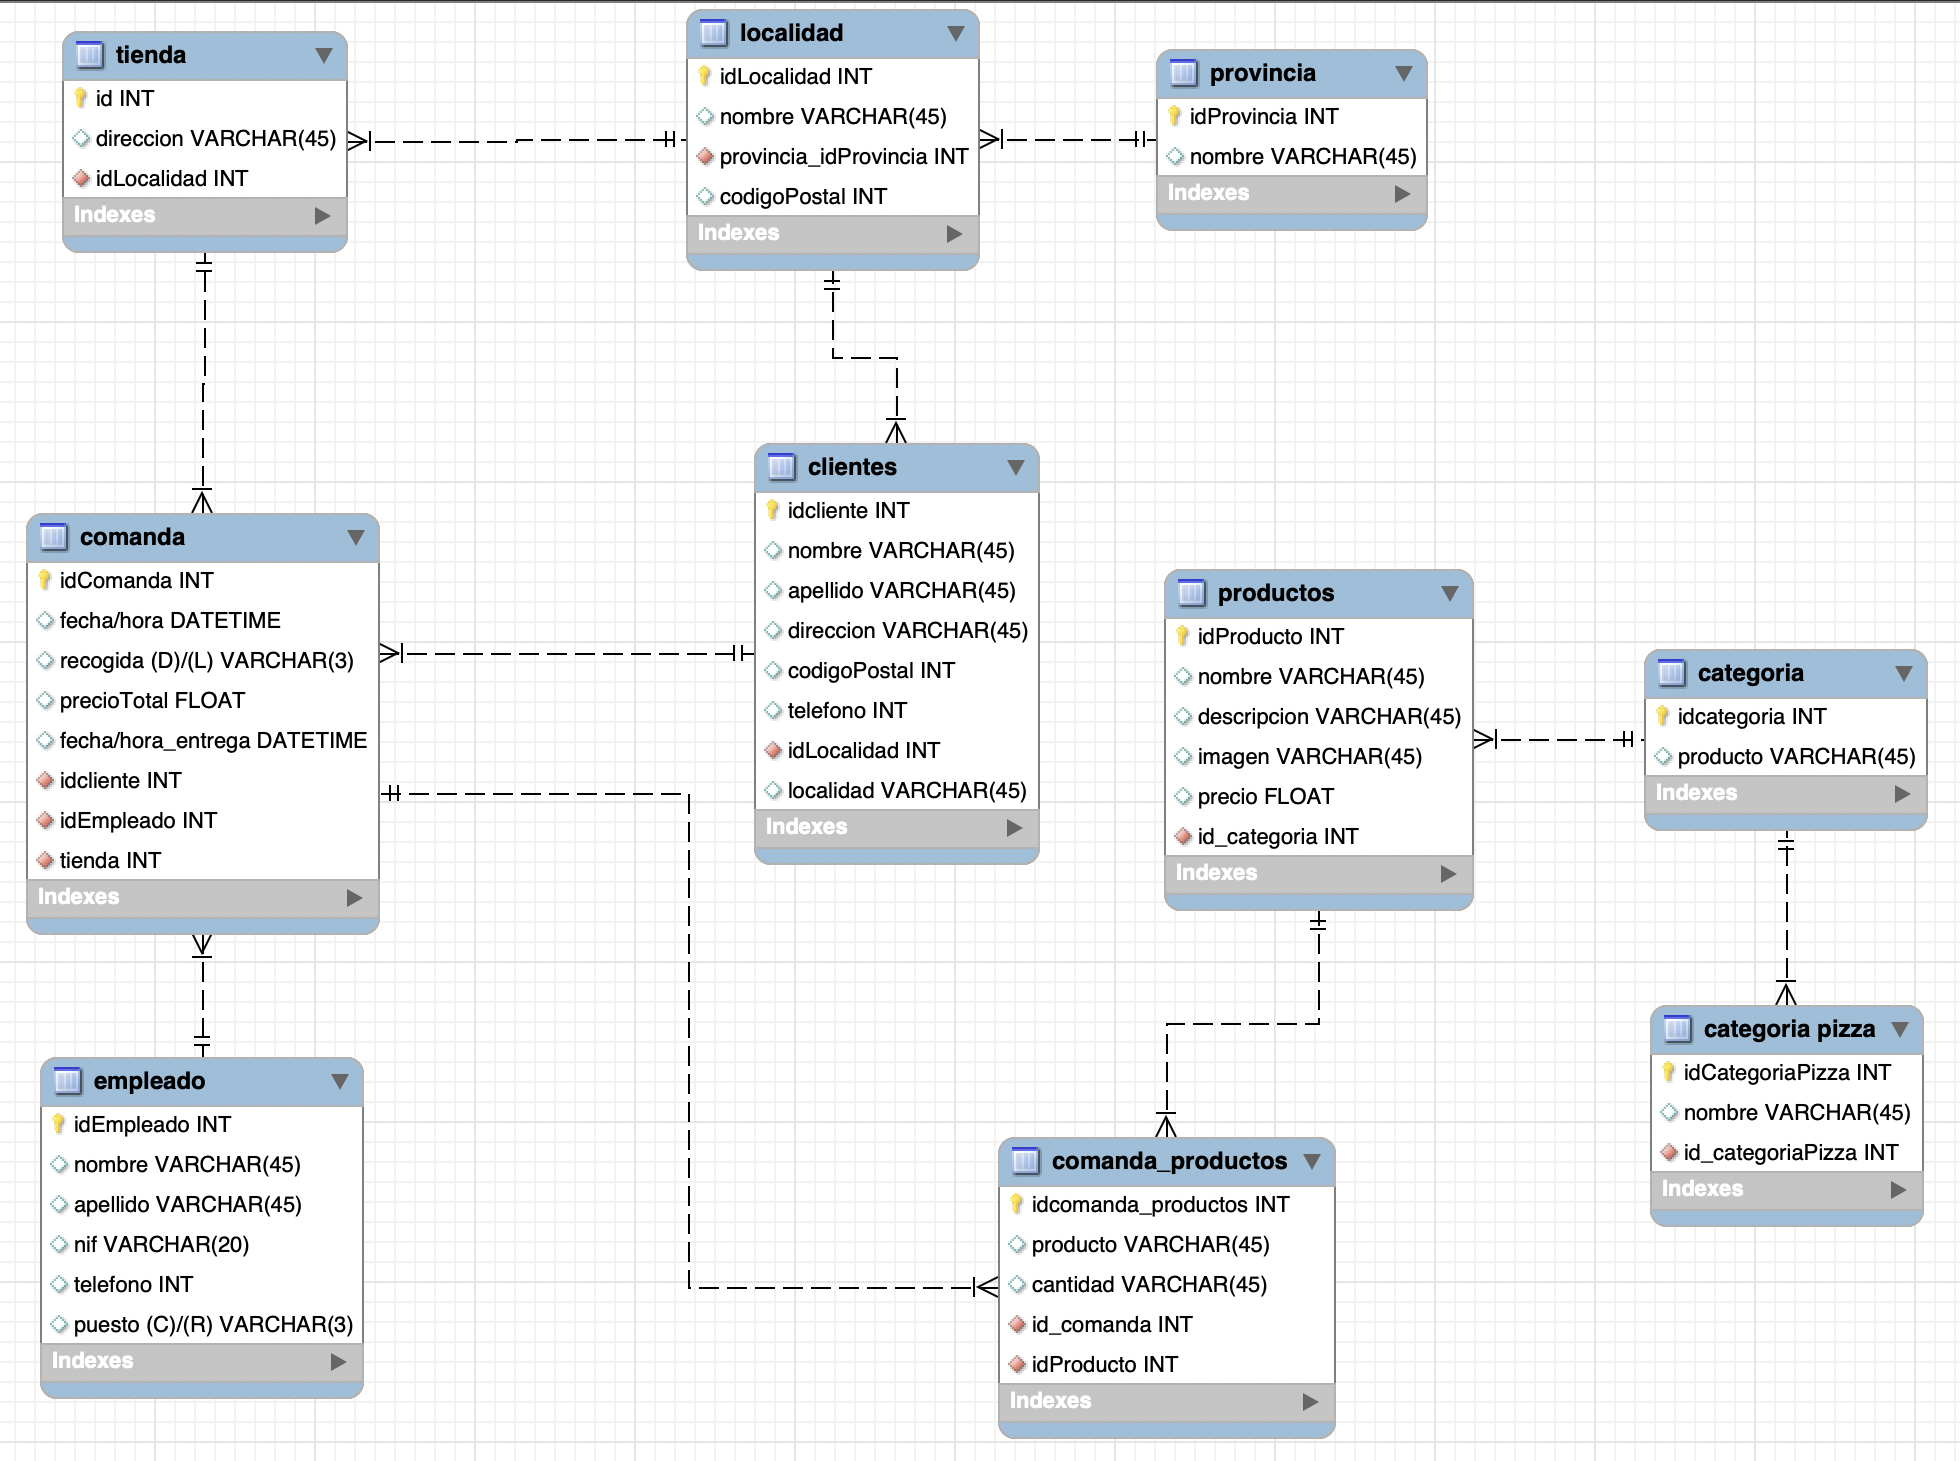 tienda
id INT
direccion VARCHAR(45)
idLocalidad INT
Indexes
localidad
idLocalidad INT
nombre VARCHAR(45)
provincia_idProvincia INT
codigoPostal INT
Indexes
provincia
idProvincia INT
nombre VARCHAR(45)
Indexes
clientes
idcliente INT
nombre VARCHAR(45)
apellido VARCHAR(45)
direccion VARCHAR(45)
codigoPostal INT
telefono INT
idLocalidad INT
localidad VARCHAR(45)
Indexes
comanda
idComanda INT
fecha/hora DATETIME
recogida (D)/(L) VARCHAR(3)
precioTotal FLOAT
fecha/hora_entrega DATETIME
idcliente INT
idEmpleado INT
tienda INT
Indexes
productos
idProducto INT
nombre VARCHAR(45)
descripcion VARCHAR(45)
imagen VARCHAR(45)
precio FLOAT
id_categoria INT
Indexes
categoria
idcategoria INT
producto VARCHAR(45)
Indexes
categoria pizza
idCategoriaPizza INT
nombre VARCHAR(45)
id_categoriaPizza INT
Indexes
empleado
idEmpleado INT
nombre VARCHAR(45)
apellido VARCHAR(45)
nif VARCHAR(20)
telefono INT
puesto (C)/(R) VARCHAR(3)
Indexes
comanda_productos
idcomanda_productos INT
producto VARCHAR(45)
cantidad VARCHAR(45)
id_comanda INT
idProducto INT
Indexes